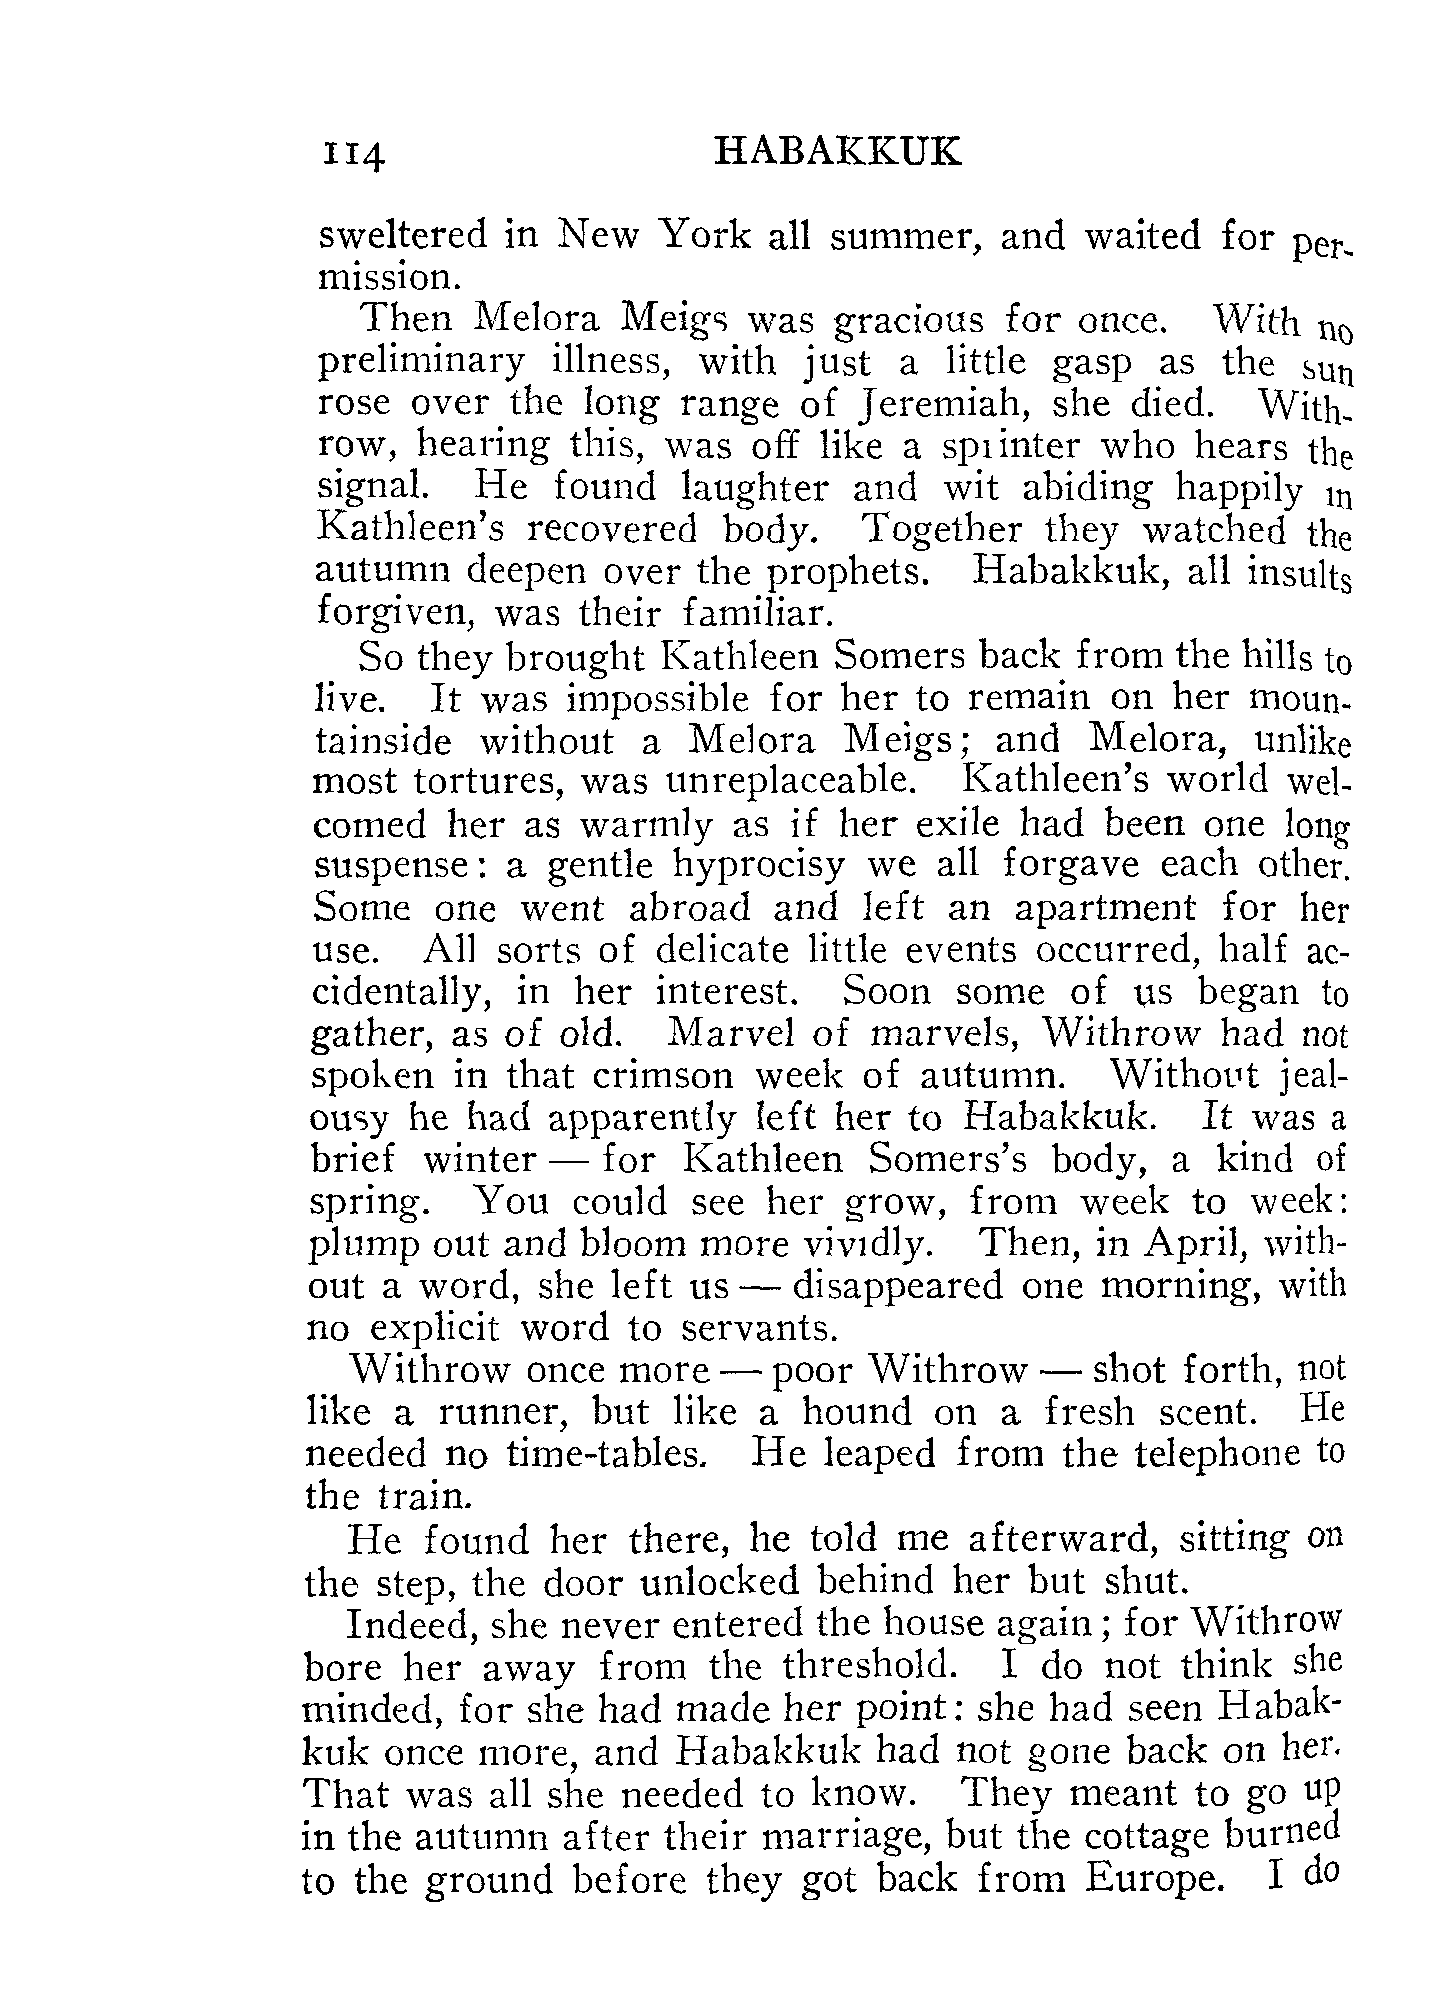 114 HABAKKUK
sweltered in New York all summer, and waited for per-
mission.
Then Melora Meigs was gracious for once. With no
preliminary illness, with just a little gasp as the sun
rose over the long range of Jeremiah, she died. With-
row, hearing this, was off like a sprinter who hears the
signal. He found laughter and wit abiding happily in
Kathleen's recovered body. Together they watched the
autumn deepen over the prophets. Habakkuk, all insults
forgiven, was their familiar.
So they brought Kathleen Somers back from the hills to
live. It was impossible for her to remain on her moun-
tainside without a Melora Meigs; and Melora, unlike
most tortures, was unreplaceable. Kathleen's world wel-
comed her as warmly as if her exile had been one long
suspense: a gentle hyprocisy we all forgave each other.
Some one went abroad and left an apartment for her
use. All sorts of delicate little events occurred, half ac-
cidentally, in her interest. Soon some of us began to
gather, as of old. Marvel of marvels, Withrow had not
spoken in that crimson week of autumn. Without jeal-
ousy he had apparently left her to Habakkuk. It was a
brief winter — for Kathleen Somers's body, a kind of
spring. You could see her grow, from week to week:
plump out and bloom more vividly. Then, in April, with-
out a word, she left us — disappeared one morning, with
no explicit word to servants.
Withrow once more — poor Withrow — shot forth, not
like a runner, but like a hound on a fresh scent. He
needed no time-tables. He leaped from the telephone to
the train.
He found her there, he told me afterward, sitting on
the step, the door unlocked behind her but shut.
Indeed, she never entered the house again; for Withrow
bore her away from the threshold. I do not think she
minded, for she had made her point: she had seen Habak-
kuk once more, and Habakkuk had not gone back on her.
That was all she needed to know. They meant to go up
in the autumn after their marriage, but the cottage burned
to the ground before they got back from Europe. I do